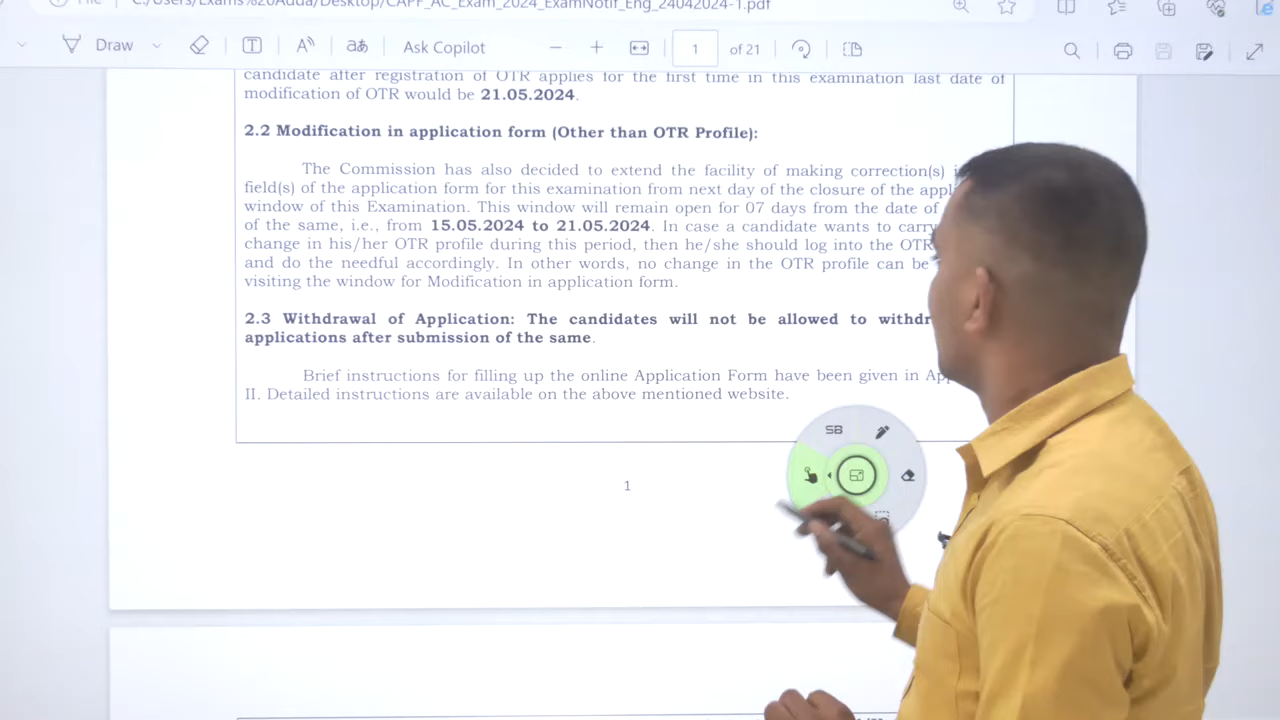 File C:/Users/Exams%20Adda/Desktop/CAPF_AC_Exam_2024_ExamNotif_Eng_24042024-1.pdf
Draw aあ Ask Copilot 1 of 21
candidate after registration of OTR applies for the first time in this examination last date of
modification of OTR would be 21.05.2024.
2.2 Modification in application form (Other than OTR Profile):
The Commission has also decided to extend the facility of making correction(s)
field(s) of the application form for this examination from next day of the closure of the
window of this Examination. This window will remain open for 07 days from the date of
of the same, i.e., from 15.05.2024 to 21.05.2024. In case a candidate wants to
change in his/her OTR profile during this period, then he/she should log into the OTR
and do the needful accordingly. In other words, no change in the OTR profile can be
visiting the window for Modification in application form.
2.3 Withdrawal of Application: The candidates will not be allowed to
applications after submission of the same.
Brief instructions for filling up the online Application Form have been given in
II. Detailed instructions are available on the above mentioned website.
SB
1